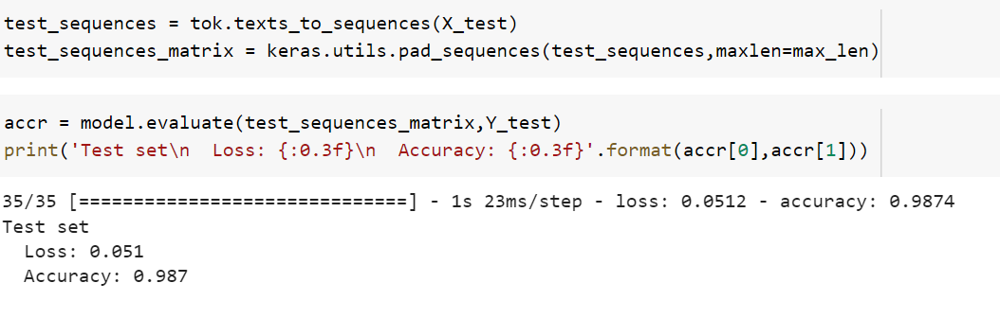 test_sequences = tok.texts_to_sequences(X_test)
test_sequences_matrix = keras.utils.pad_sequences(test_sequences,maxlen=max_len)
accr = model.evaluate(test_sequences_matrix,Y_test)
print('Test set\n  Loss: {:0.3f}\n  Accuracy: {:0.3f}'.format(accr[0],accr[1]))
35/35 [==============================] - 1s 23ms/step - loss: 0.0512 - accuracy: 0.9874
Test set
  Loss: 0.051
  Accuracy: 0.987